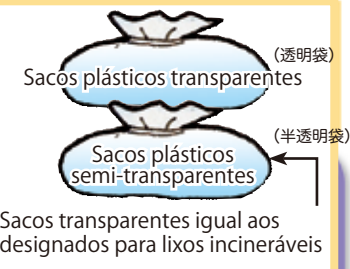 （透明袋）
Sacos plásticos transparentes
（半透明袋）
Sacos plásticos
semi-transparentes
Sacos transparentes igual aos
designados para lixos incineráveis